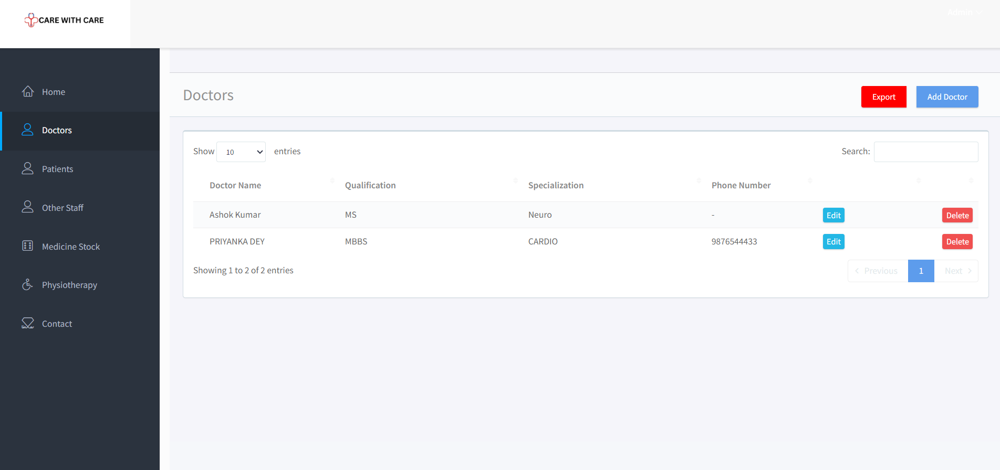 CARE WITH CARE
Admin
Home
Doctors
Patients
Other Staff
Medicine Stock
Physiotherapy
Contact
Doctors
Export
Add Doctor
Show 10 entries
Search:
Doctor Name Qualification Specialization Phone Number
Ashok Kumar MS Neuro - Edit Delete
PRIYANKA DEY MBBS CARDIO 9876544433 Edit Delete
Showing 1 to 2 of 2 entries
Previous 1 Next